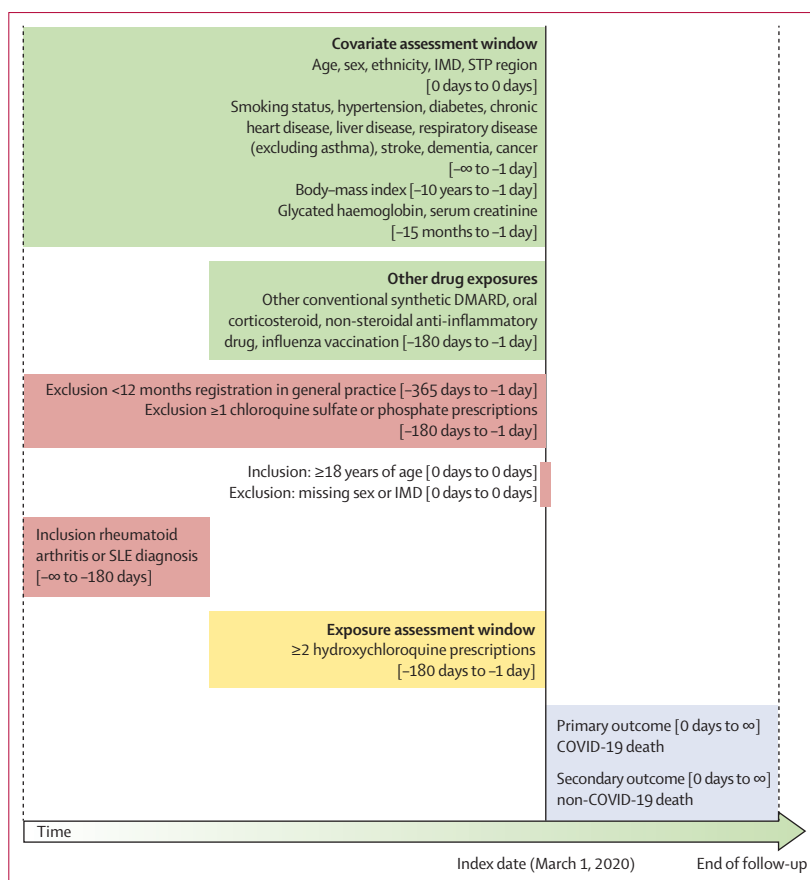 Covariate assessment window
Age, sex, ethnicity, IMD, STP region
[0 days to 0 days]
Smoking status, hypertension, diabetes, chronic
heart disease, liver disease, respiratory disease
(excluding asthma), stroke, dementia, cancer
[–∞ to –1 day]
Body–mass index [–10 years to –1 day]
Glycated haemoglobin, serum creatinine
[–15 months to –1 day]
Other drug exposures
Other conventional synthetic DMARD, oral
corticosteroid, non-steroidal anti-inflammatory
drug, influenza vaccination [–180 days to –1 day]
Exclusion <12 months registration in general practice [–365 days to –1 day]
Exclusion ≥1 chloroquine sulfate or phosphate prescriptions
[–180 days to –1 day]
Inclusion: ≥18 years of age [0 days to 0 days]
Exclusion: missing sex or IMD [0 days to 0 days]
Inclusion rheumatoid
arthritis or SLE diagnosis
[–∞ to –180 days]
Exposure assessment window
≥2 hydroxychloroquine prescriptions
[–180 days to –1 day]
Primary outcome [0 days to ∞]
COVID-19 death
Secondary outcome [0 days to ∞]
non-COVID-19 death
Time
Index date (March 1, 2020)
End of follow-up